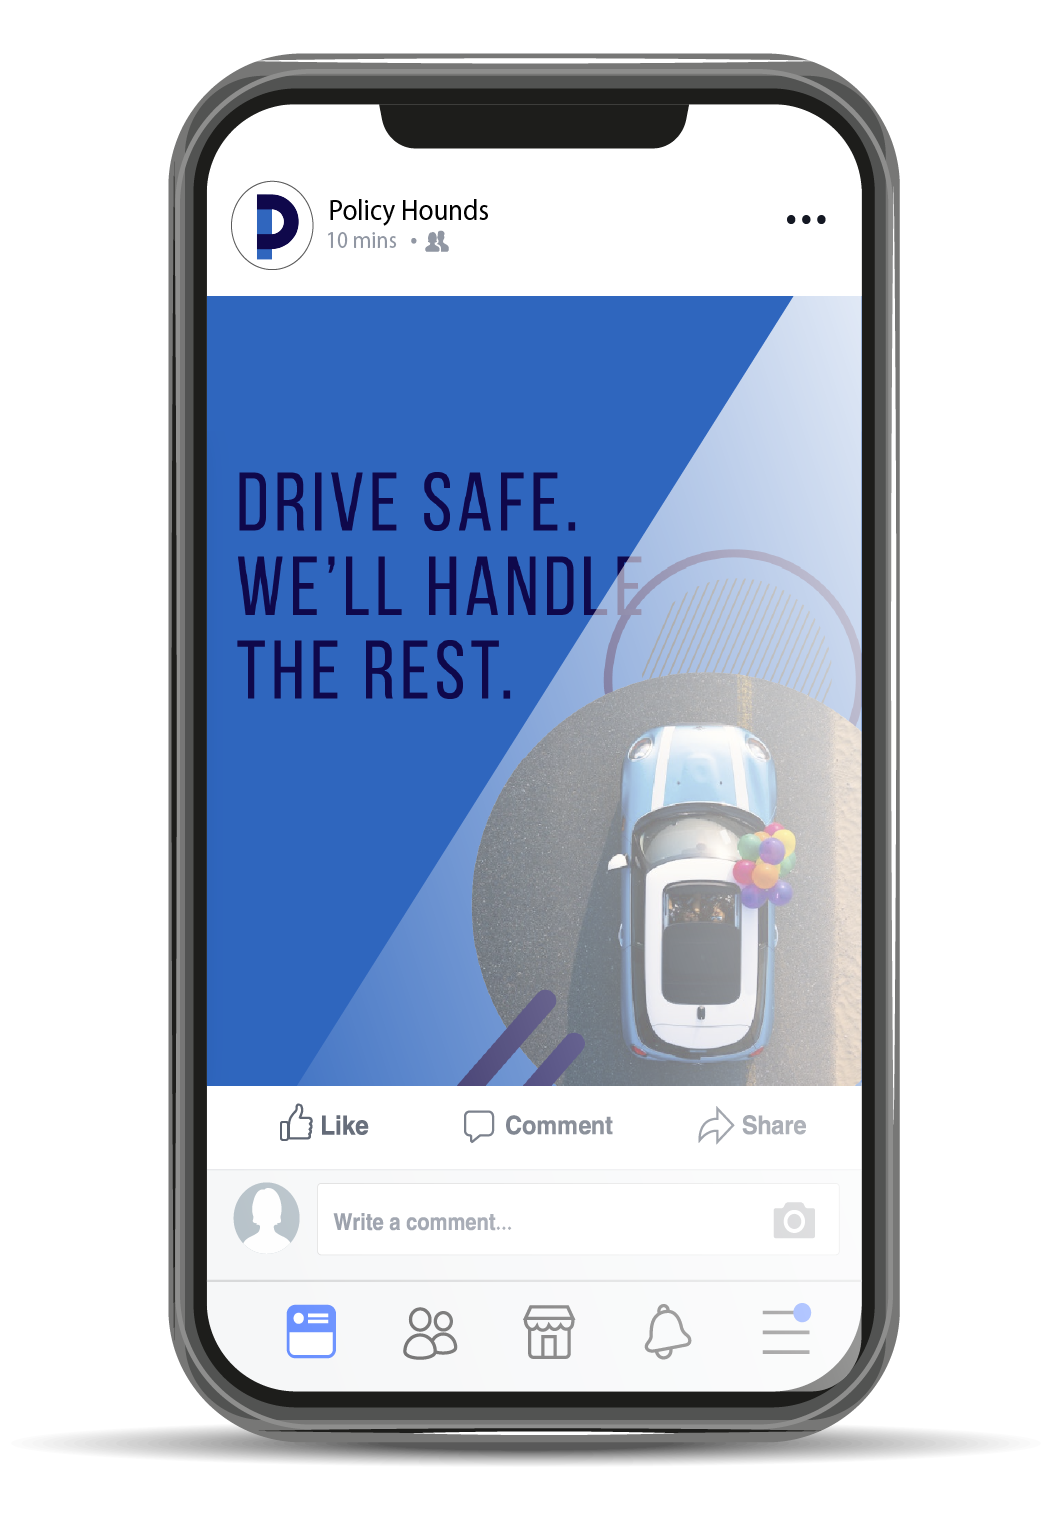 Policy Hounds
10 mins •
DRIVE SAFE.
WE’LL HANDLE
THE REST.
Like Comment Share
Write a comment...